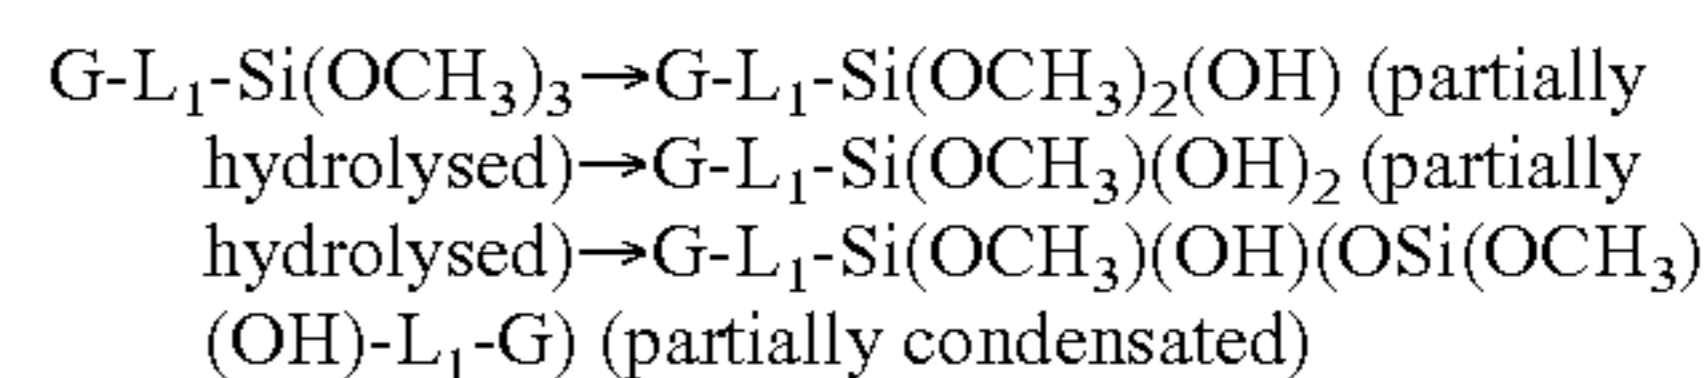 G-L₁-Si(OCH₃)₃→G-L₁-Si(OCH₃)₂(OH) (partially
hydrolysed)→G-L₁-Si(OCH₃)(OH)₂ (partially
hydrolysed)→G-L₁-Si(OCH₃)(OH)(OSi(OCH₃)
(OH)-L₁-G) (partially condensated)